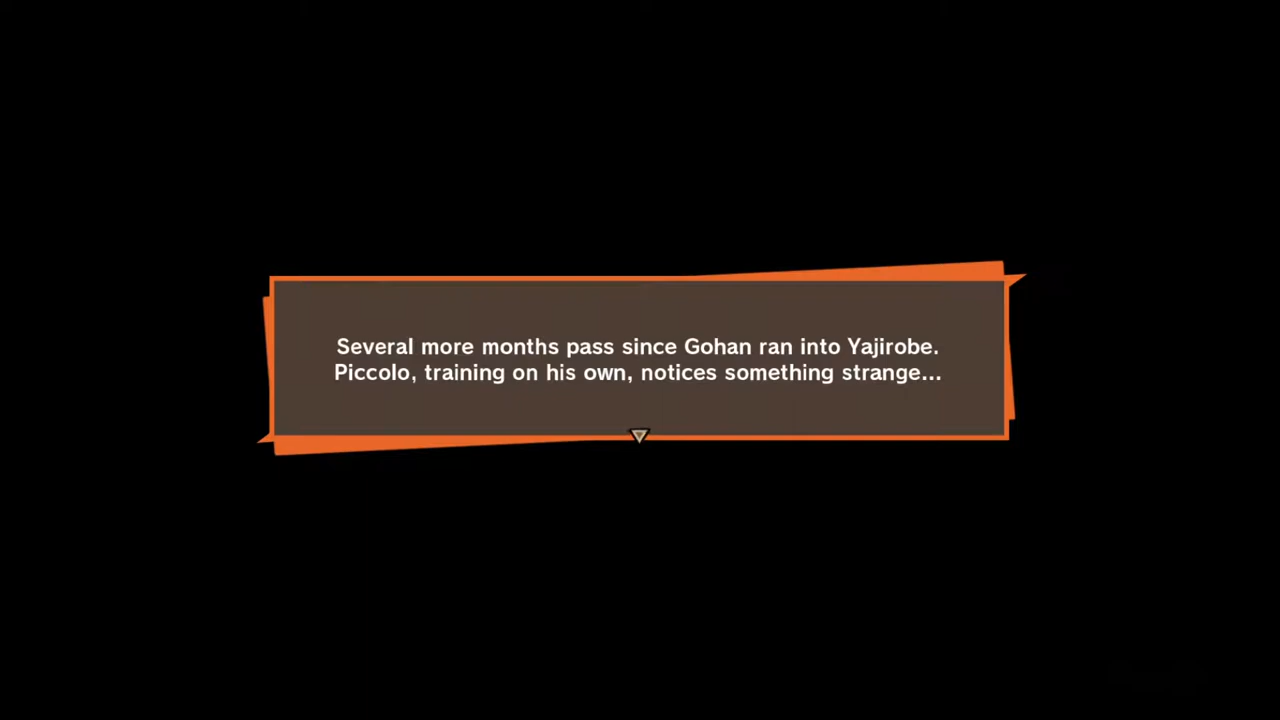 Several more months pass since Gohan ran into Yajirobe.
Piccolo, training on his own, notices something strange...